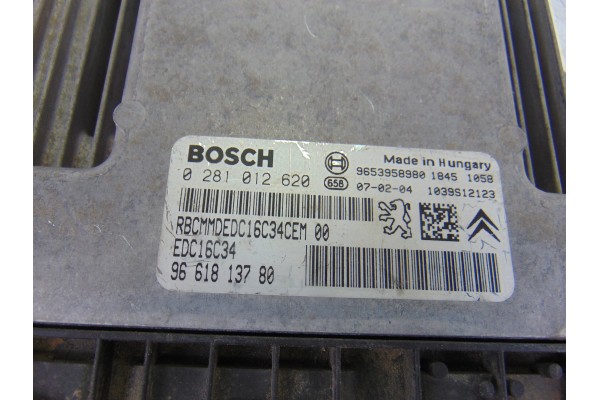 BOSCH
Made in Hungary
0 281 012 620
658
9653958980 1845 1058
07-02-04 1039S12123
RBCMMDEDC16C34CEM 00
EDC16C34
96 618 137 80